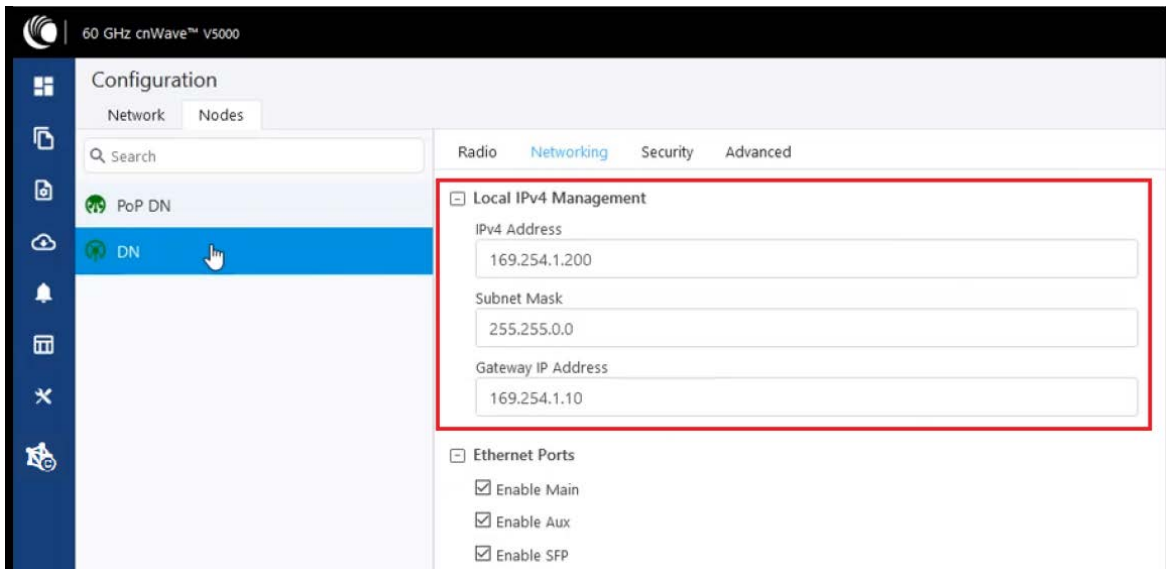 60 GHz cnWave™ V5000
Configuration
Network Nodes
Search
PoP DN
DN
Radio Networking Security Advanced
Local IPv4 Management
IPv4 Address
169.254.1.200
Subnet Mask
255.255.0.0
Gateway IP Address
169.254.1.10
Ethernet Ports
Enable Main
Enable Aux
Enable SFP